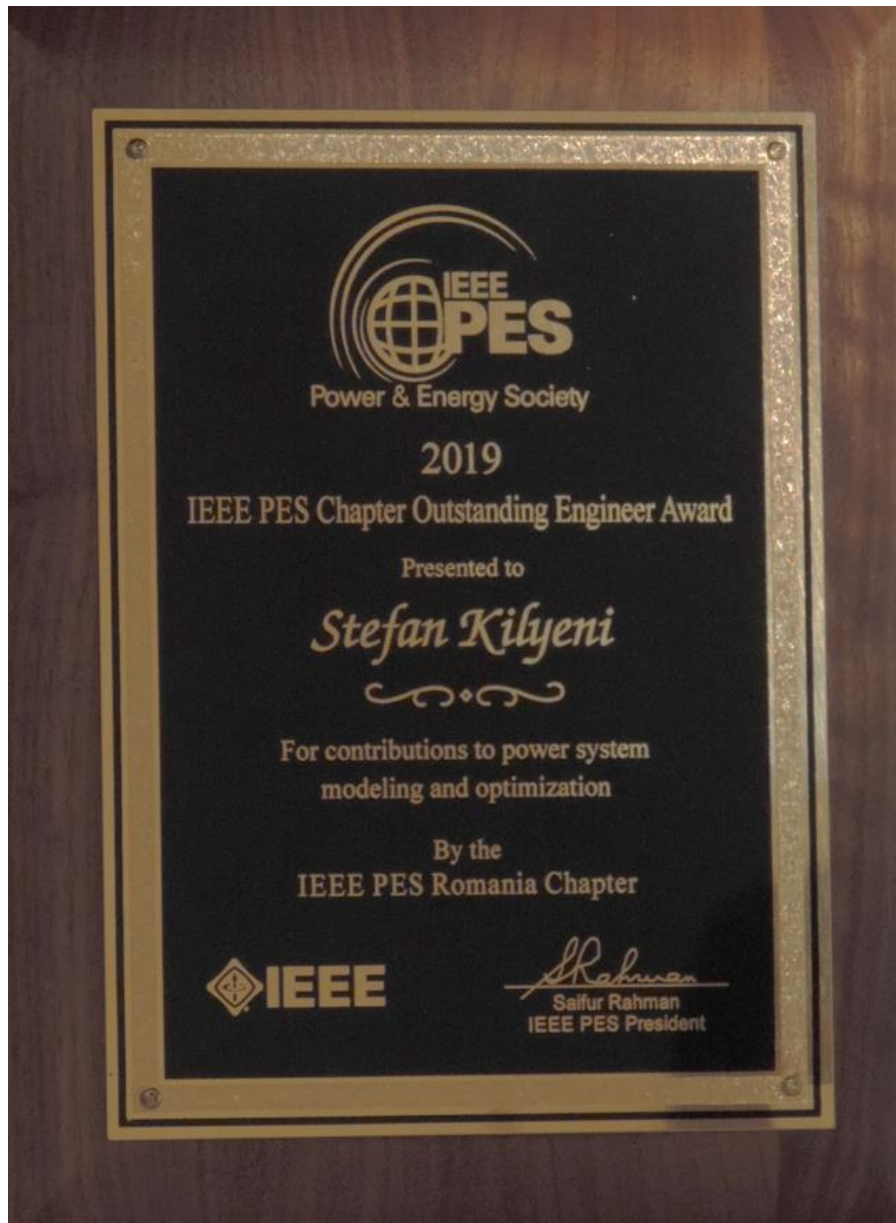 IEEE
PES
Power & Energy Society
2019
IEEE PES Chapter Outstanding Engineer Award
Presented to
Stefan Kilyeni
For contributions to power system
modeling and optimization
By the
IEEE PES Romania Chapter
IEEE
SRahman
Saifur Rahman
IEEE PES President